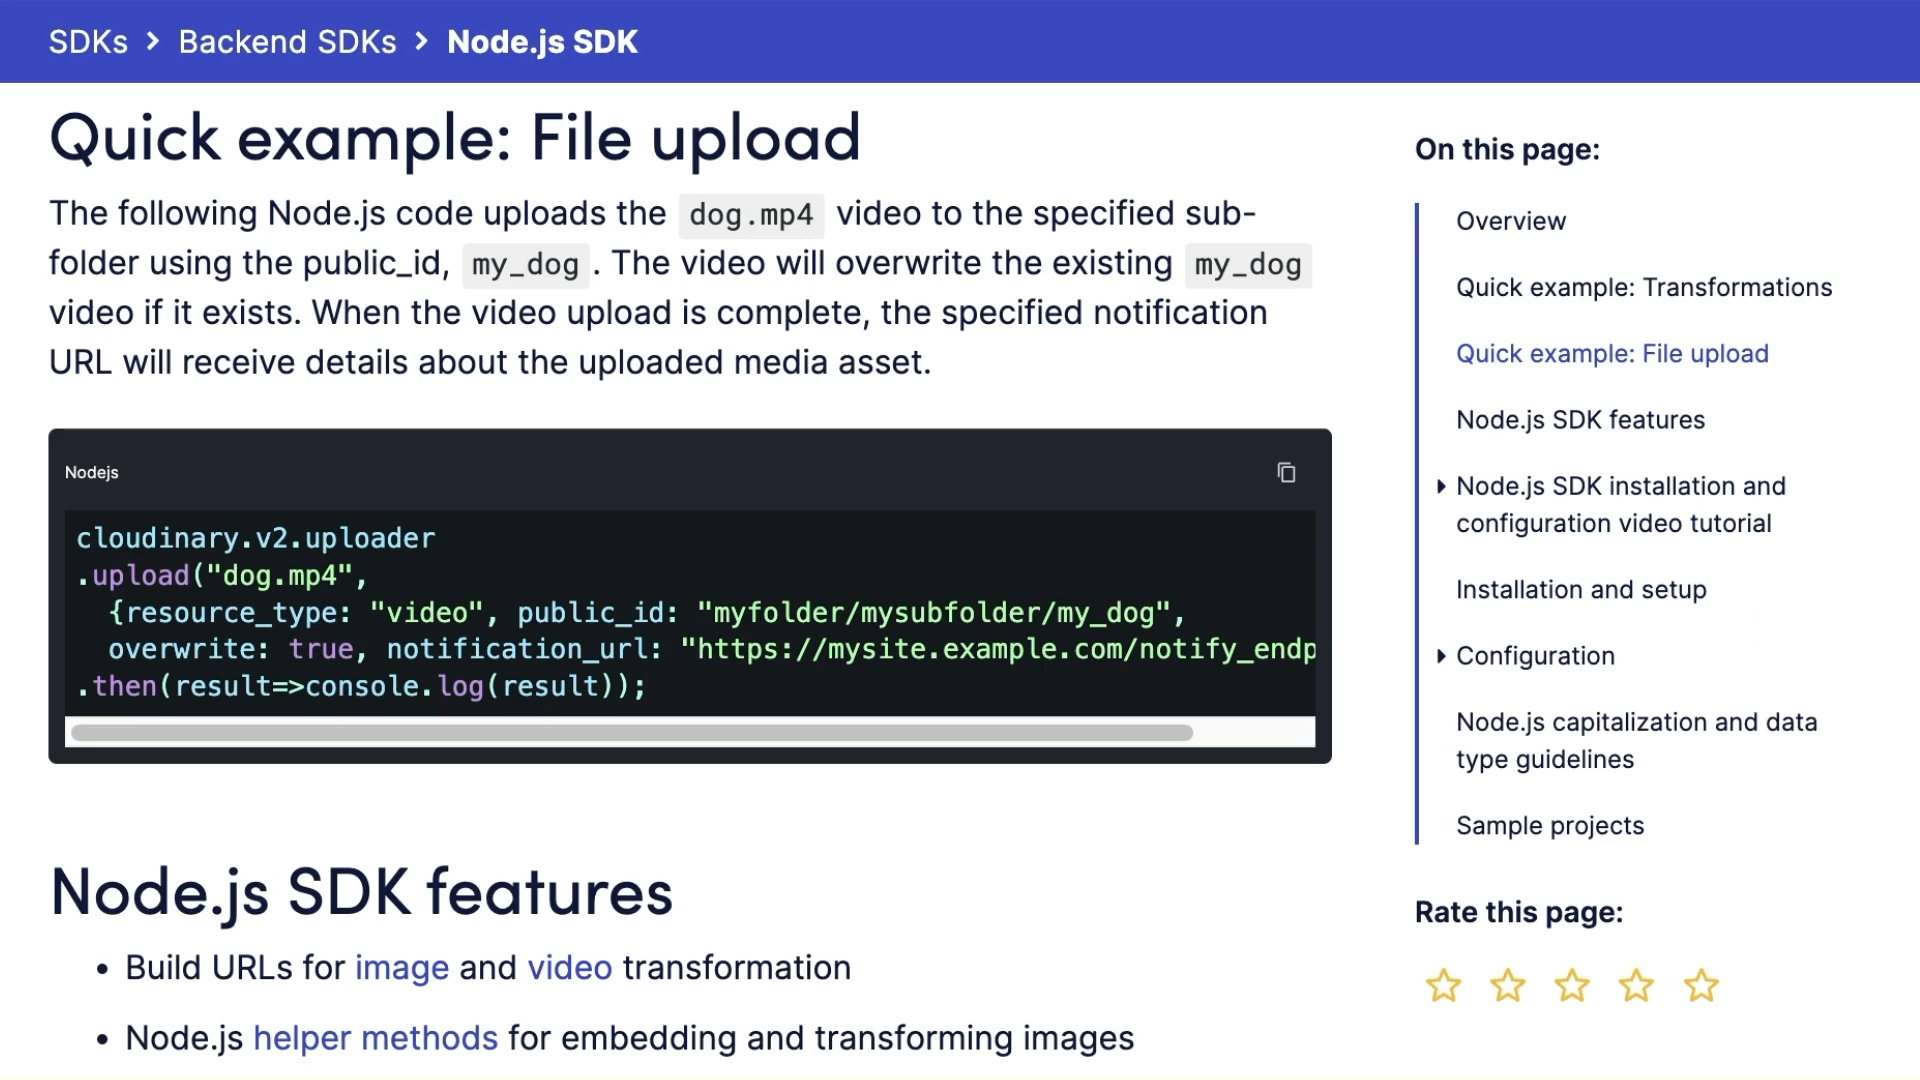 SDKs > Backend SDKs > Node.js SDK
Quick example: File upload
The following Node.js code uploads the dog.mp4 video to the specified sub-
folder using the public_id, my_dog . The video will overwrite the existing my_dog
video if it exists. When the video upload is complete, the specified notification
URL will receive details about the uploaded media asset.
Nodejs
cloudinary.v2.uploader
.upload("dog.mp4",
{resource_type: "video", public_id: "myfolder/mysubfolder/my_dog",
overwrite: true, notification_url: "https://mysite.example.com/notify_endp
.then(result=>console.log(result));
Node.js SDK features
• Build URLs for image and video transformation
• Node.js helper methods for embedding and transforming images
On this page:
Overview
Quick example: Transformations
Quick example: File upload
Node.js SDK features
Node.js SDK installation and
configuration video tutorial
Installation and setup
Configuration
Node.js capitalization and data
type guidelines
Sample projects
Rate this page: